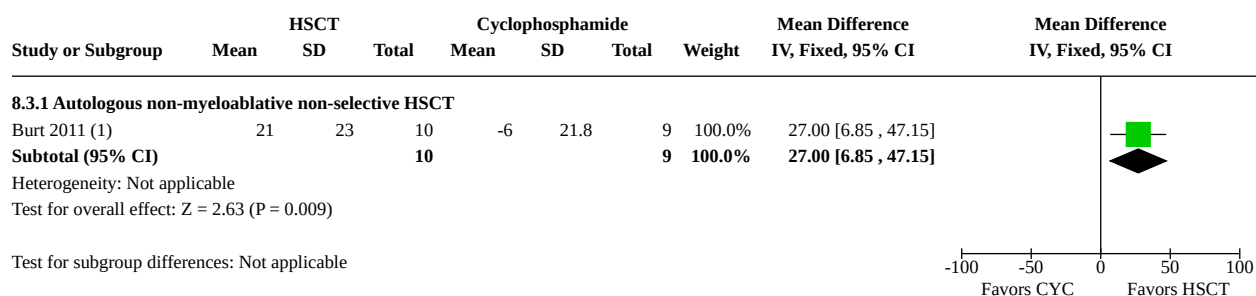 HSCT Cyclophosphamide Mean Difference Mean Difference
Study or Subgroup Mean SD Total Mean SD Total Weight IV, Fixed, 95% CI IV, Fixed, 95% CI
8.3.1 Autologous non-myeloablative non-selective HSCT
Burt 2011 (1) 21 23 10 -6 21.8 9 100.0% 27.00 [6.85 , 47.15]
Subtotal (95% CI) 10 9 100.0% 27.00 [6.85 , 47.15]
Heterogeneity: Not applicable
Test for overall effect: Z = 2.63 (P = 0.009)
Test for subgroup differences: Not applicable
-100 -50 0 50 100
Favors CYC Favors HSCT